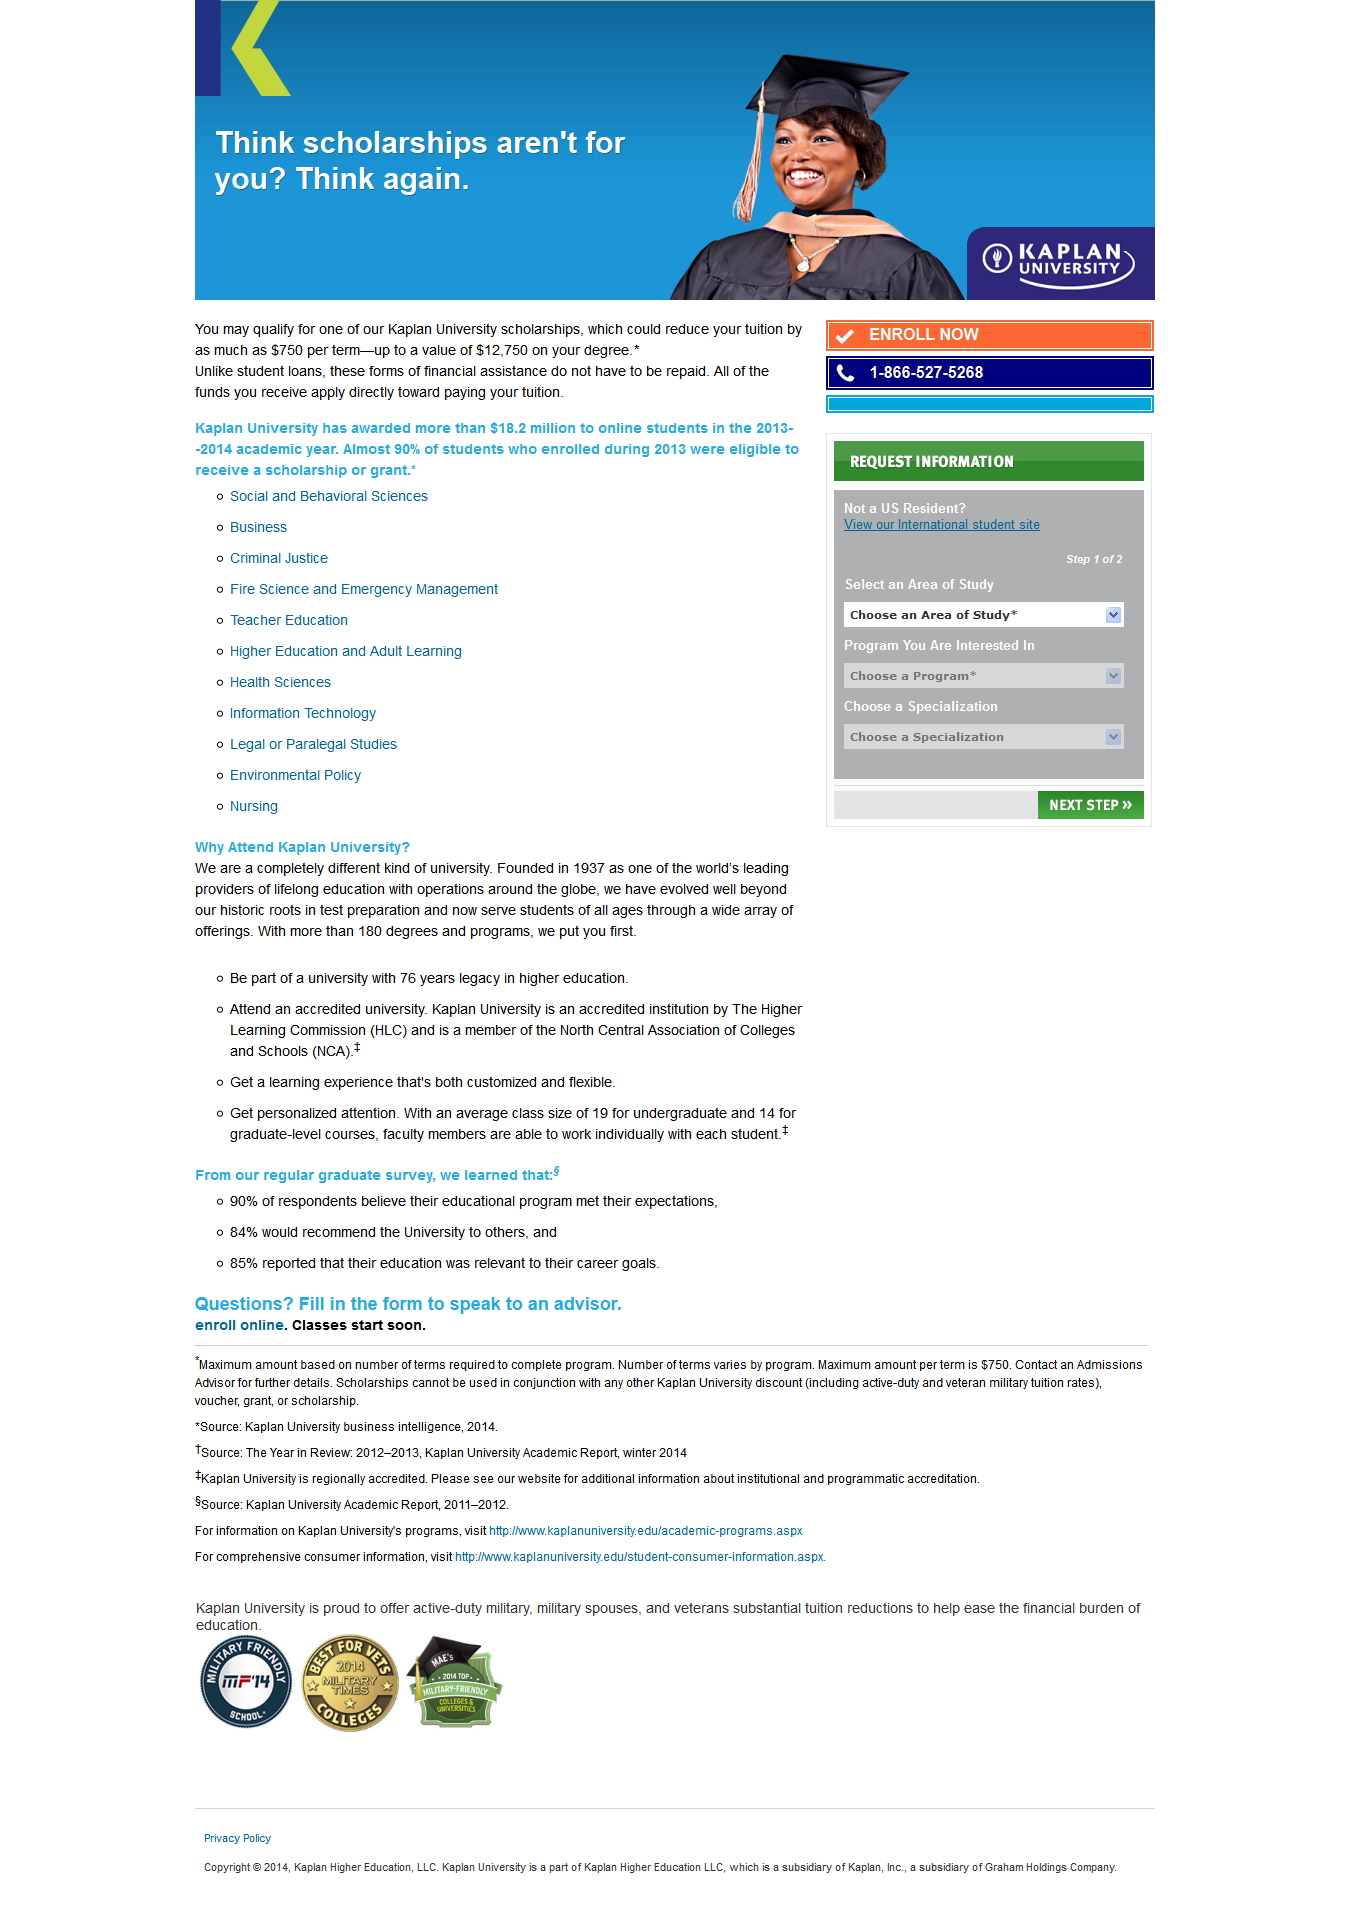 Think scholarships aren't for
you? Think again.
KAPLAN
UNIVERSITY
You may qualify for one of our Kaplan University scholarships, which could reduce your tuition by
as much as $750 per term—up to a value of $12,750 on your degree.*
Unlike student loans, these forms of financial assistance do not have to be repaid. All of the
funds you receive apply directly toward paying your tuition.
Kaplan University has awarded more than $18.2 million to online students in the 2013-
-2014 academic year. Almost 90% of students who enrolled during 2013 were eligible to
receive a scholarship or grant.*
Social and Behavioral Sciences
Business
Criminal Justice
Fire Science and Emergency Management
Teacher Education
Higher Education and Adult Learning
Health Sciences
Information Technology
Legal or Paralegal Studies
Environmental Policy
Nursing
Why Attend Kaplan University?
We are a completely different kind of university. Founded in 1937 as one of the world's leading
providers of lifelong education with operations around the globe, we have evolved well beyond
our historic roots in test preparation and now serve students of all ages through a wide array of
offerings. With more than 180 degrees and programs, we put you first.
Be part of a university with 76 years legacy in higher education.
Attend an accredited university. Kaplan University is an accredited institution by The Higher
Learning Commission (HLC) and is a member of the North Central Association of Colleges
and Schools (NCA).‡
Get a learning experience that's both customized and flexible.
Get personalized attention. With an average class size of 19 for undergraduate and 14 for
graduate-level courses, faculty members are able to work individually with each student.‡
From our regular graduate survey, we learned that:§
90% of respondents believe their educational program met their expectations,
84% would recommend the University to others, and
85% reported that their education was relevant to their career goals.
Questions? Fill in the form to speak to an advisor.
enroll online. Classes start soon.
ENROLL NOW
1-866-527-5268
REQUEST INFORMATION
Not a US Resident?
View our International student site
Step 1 of 2
Select an Area of Study
Choose an Area of Study*
Program You Are Interested In
Choose a Program*
Choose a Specialization
Choose a Specialization
NEXT STEP »
*Maximum amount based on number of terms required to complete program. Number of terms varies by program. Maximum amount per term is $750. Contact an Admissions
Advisor for further details. Scholarships cannot be used in conjunction with any other Kaplan University discount (including active-duty and veteran military tuition rates),
voucher, grant, or scholarship.
*Source: Kaplan University business intelligence, 2014.
†Source: The Year in Review: 2012–2013, Kaplan University Academic Report, winter 2014
‡Kaplan University is regionally accredited. Please see our website for additional information about institutional and programmatic accreditation.
§Source: Kaplan University Academic Report, 2011–2012.
For information on Kaplan University's programs, visit http://www.kaplanuniversity.edu/academic-programs.aspx
For comprehensive consumer information, visit http://www.kaplanuniversity.edu/student-consumer-information.aspx.
Kaplan University is proud to offer active-duty military, military spouses, and veterans substantial tuition reductions to help ease the financial burden of
education.
MILITARY FRIENDLY
MF'14
SCHOOL®
BEST FOR VETS
2014
MILITARY
TIMES
COLLEGES
MAE's
2014 TOP
MILITARY-FRIENDLY
COLLEGES &
UNIVERSITIES
Privacy Policy
Copyright © 2014, Kaplan Higher Education, LLC. Kaplan University is a part of Kaplan Higher Education LLC, which is a subsidiary of Kaplan, Inc., a subsidiary of Graham Holdings Company.